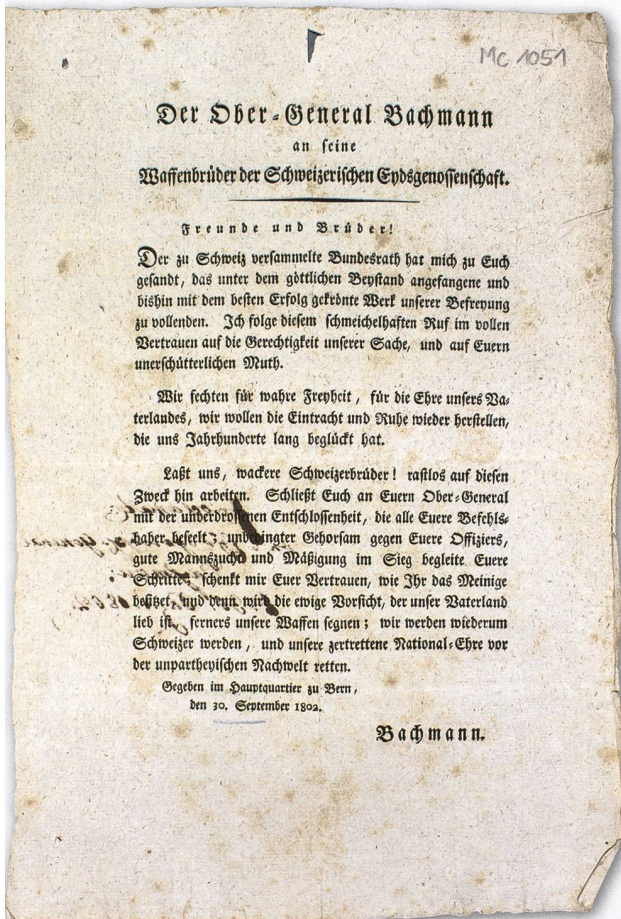 MC 1051
Der Ober-General Bachmann
an seine
Waffenbrüder der Schweizerischen Eydsgenossenschaft.
Freunde und Brüder!
Der zu Schweiz versammelte Bundesrath hat mich zu Euch
gesandt, das unter dem göttlichen Beystand angefangene und
bishin mit dem besten Erfolg gekrönte Werk unserer Befreyung
zu vollenden. Ich folge diesem schmeichelhaften Ruf im vollen
Vertrauen auf die Gerechtigkeit unserer Sache, und auf Euern
unerschütterlichen Muth.
Wir fechten für wahre Freyheit, für die Ehre unsers Va-
terlandes, wir wollen die Eintracht und Ruhe wieder herstellen,
die uns Jahrhunderte lang beglückt hat.
Laßt uns, wackere Schweizerbrüder! rastlos auf diesen
Zweck hin arbeiten. Schließt Euch an Euern Ober-General
mit der unverdrossenen Entschlossenheit, die alle Euere Befehls-
haber beseelt; unbedingter Gehorsam gegen Euere Offiziers,
gute Mannszucht und Mäßigung im Sieg begleite Euere
Schritte; schenkt mir Euer Vertrauen, wie Ihr das Meinige
besitzet, und denn wird die ewige Vorsicht, der unser Vaterland
lieb ist, ferners unsere Waffen segnen; wir werden wiederum
Schweizer werden, und unsere zertrettene National-Ehre vor
der unpartheyischen Nachwelt retten.
Gegeben im Hauptquartier zu Bern,
den 30. September 1802.
Bachmann.